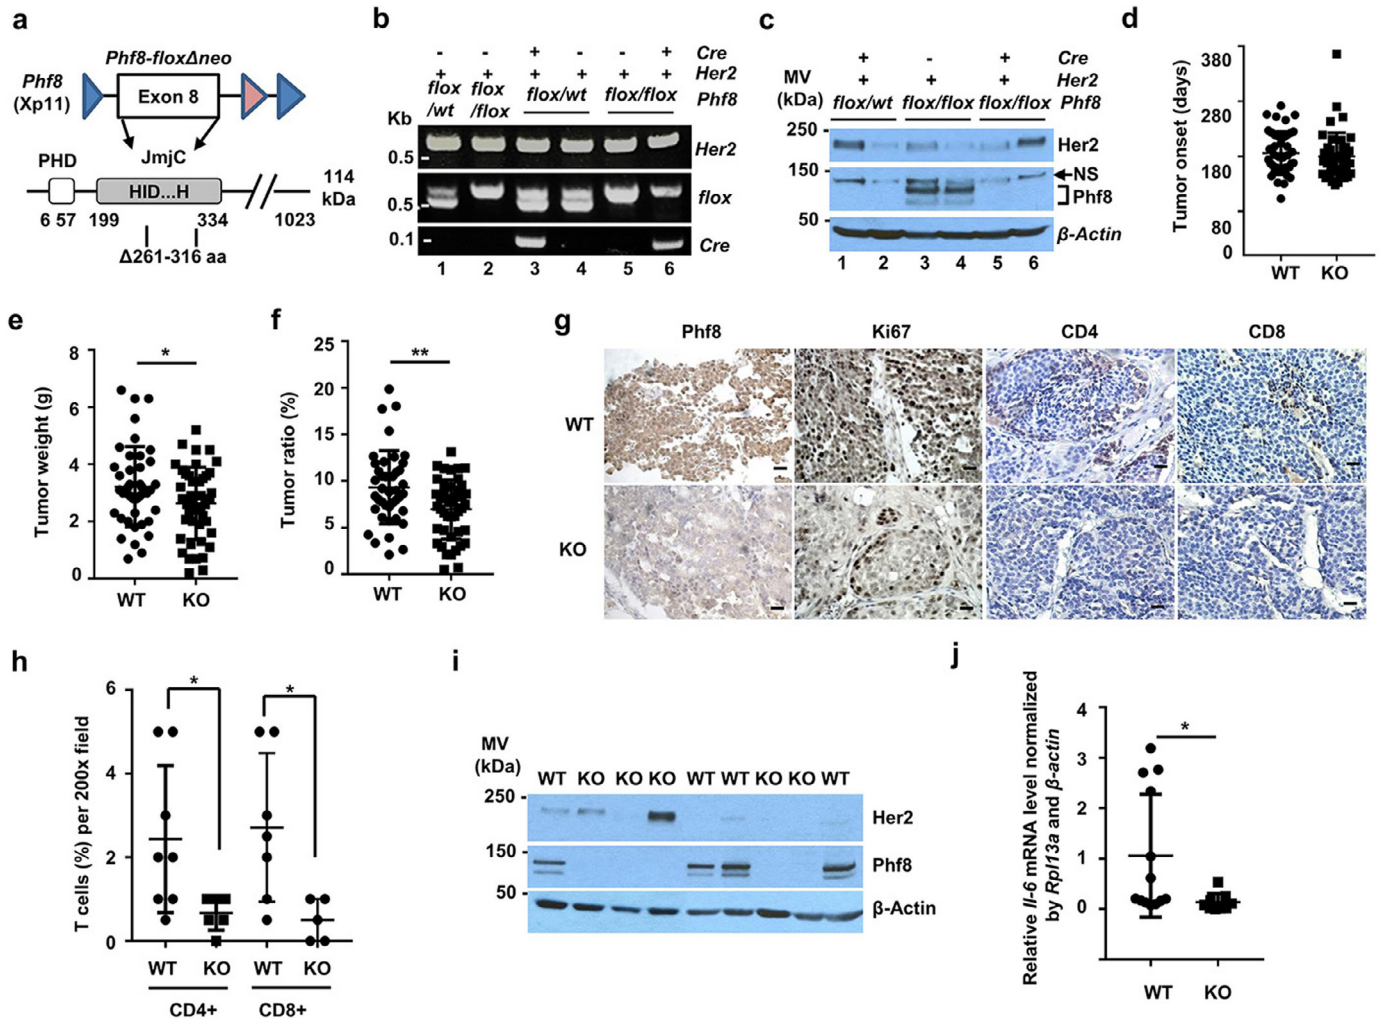 a
Phf8-floxΔneo
Phf8
(Xp11)
Exon 8
JmjC
PHD
HID...H
114
kDa
6 57 199 334 1023
Δ261-316 aa
b
- - + - - + Cre
+ + + + + + Her2
flox
/wt
flox
/flox
flox/wt flox/flox Phf8
Kb
0.5 Her2
0.5 flox
0.1 Cre
1 2 3 4 5 6
c
+ - + Cre
MV
(kDa)
+ + + Her2
flox/wt flox/flox flox/flox Phf8
250
Her2
150
NS
Phf8
50
β-Actin
1 2 3 4 5 6
d
Tumor onset (days)
380
280
180
80
0
WT KO
e
Tumor weight (g)
8
6
4
2
0
*
WT KO
f
Tumor ratio (%)
25
20
15
10
5
0
**
WT KO
g
Phf8 Ki67 CD4 CD8
WT
KO
h
T cells (%) per 200x field
6
4
2
0
* *
WT KO WT KO
CD4+ CD8+
i
MV
(kDa)
WT KO KO KO WT WT KO KO WT
250
Her2
150
Phf8
50
β-Actin
j
Relative Il-6 mRNA level normalized
by Rpl13a and β-actin
4
3
2
1
0
*
WT KO